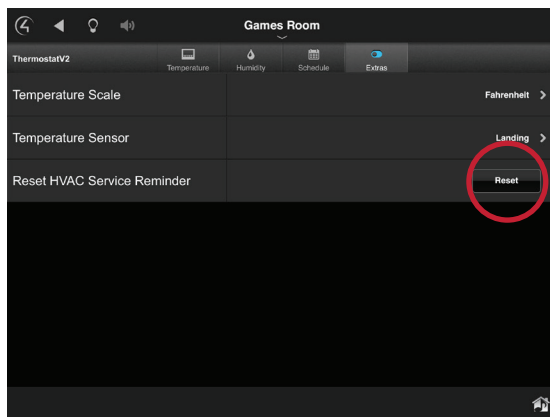 Games Room
ThermostatV2
Temperature
Humidity
Schedule
Extras
Temperature Scale
Fahrenheit
Temperature Sensor
Landing
Reset HVAC Service Reminder
Reset